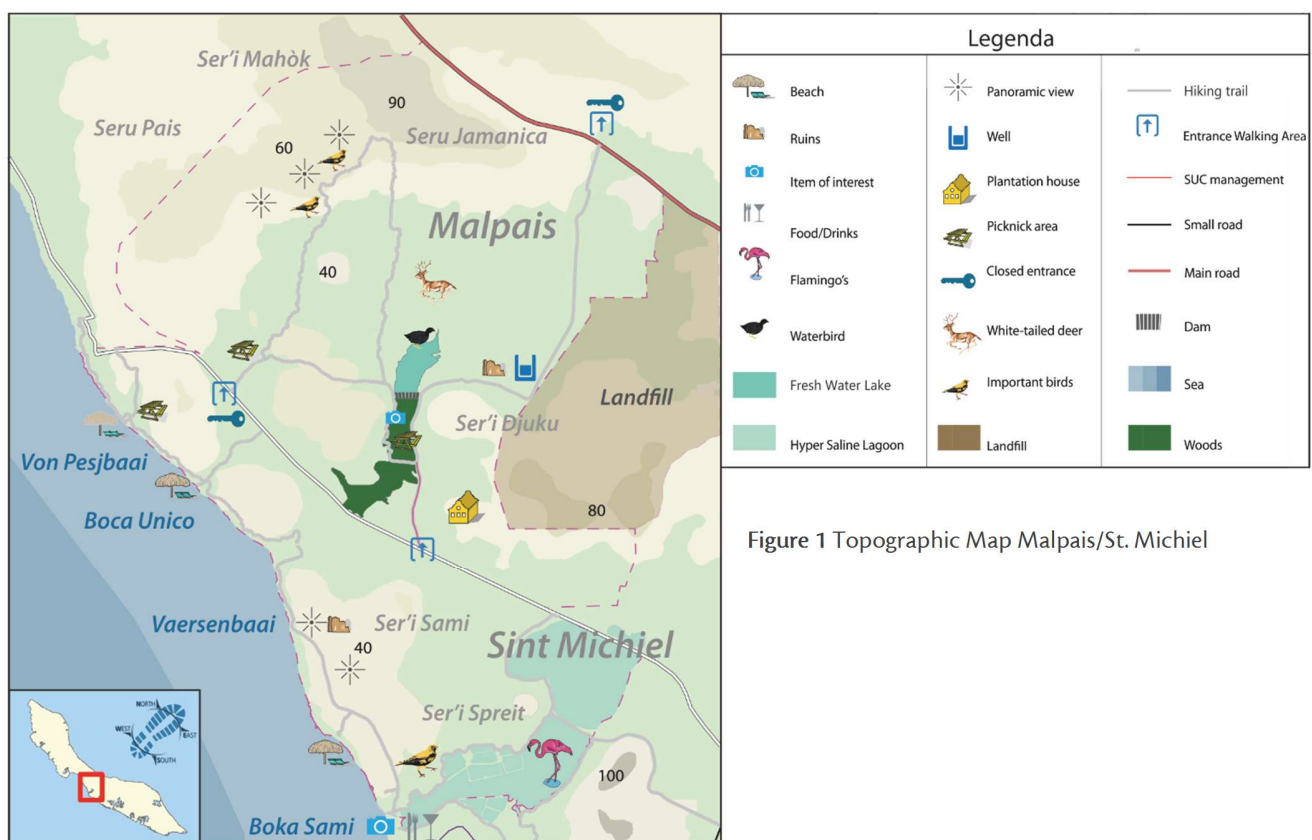 Ser'i Mahòk
90
Seru Pais
Seru Jamanica
60
Malpais
40
Landfill
Ser'i Djuku
Von Pesjbaai
Boca Unico
80
Vaersenbaai
Ser'i Sami
40
Sint Michiel
Ser'i Spreit
100
Boka Sami
NORTH
WEST
EAST
SOUTH
Legenda
Beach
Ruins
Item of interest
Food/Drinks
Flamingo's
Waterbird
Fresh Water Lake
Hyper Saline Lagoon
Panoramic view
Well
Plantation house
Picknick area
Closed entrance
White-tailed deer
Important birds
Landfill
Hiking trail
Entrance Walking Area
SUC management
Small road
Main road
Dam
Sea
Woods
Figure 1 Topographic Map Malpais/St. Michiel